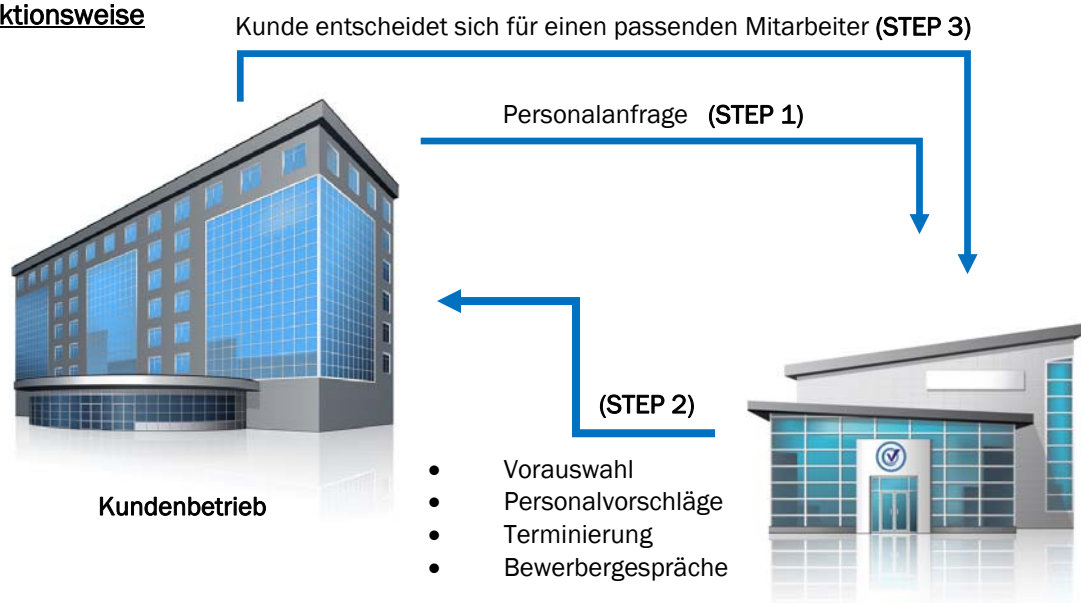 ktionsweise
Kunde entscheidet sich für einen passenden Mitarbeiter (STEP 3)
Personalanfrage (STEP 1)
(STEP 2)
• Vorauswahl
• Personalvorschläge
• Terminierung
• Bewerbergespräche
Kundenbetrieb